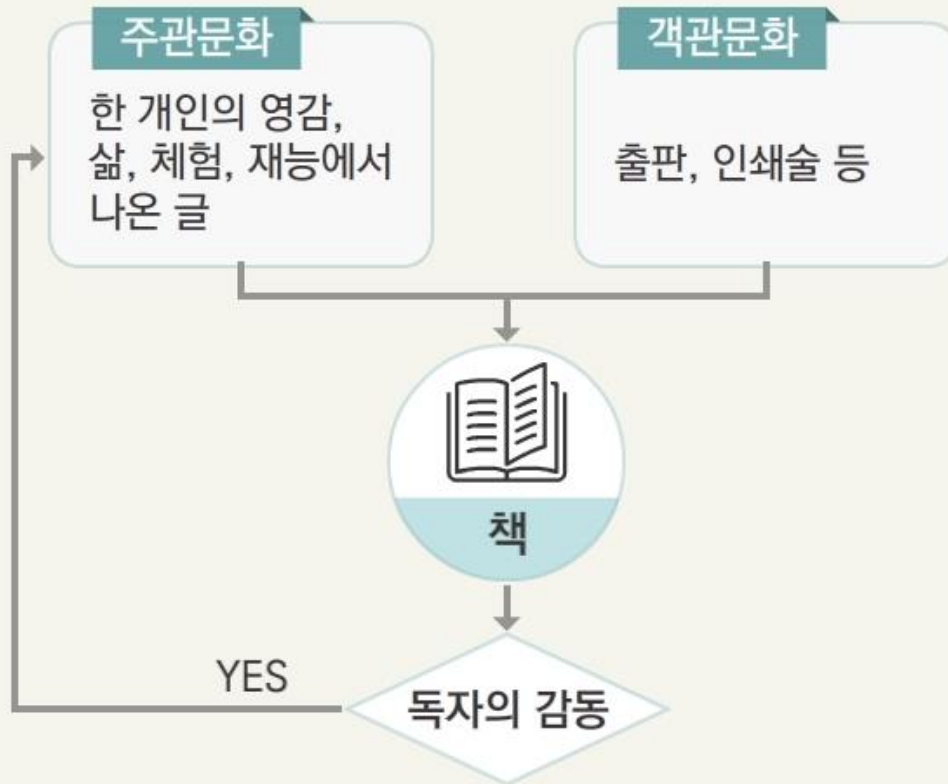 주관문화
한 개인의 영감,
삶, 체험, 재능에서
나온 글
객관문화
출판, 인쇄술 등
책
독자의 감동
YES